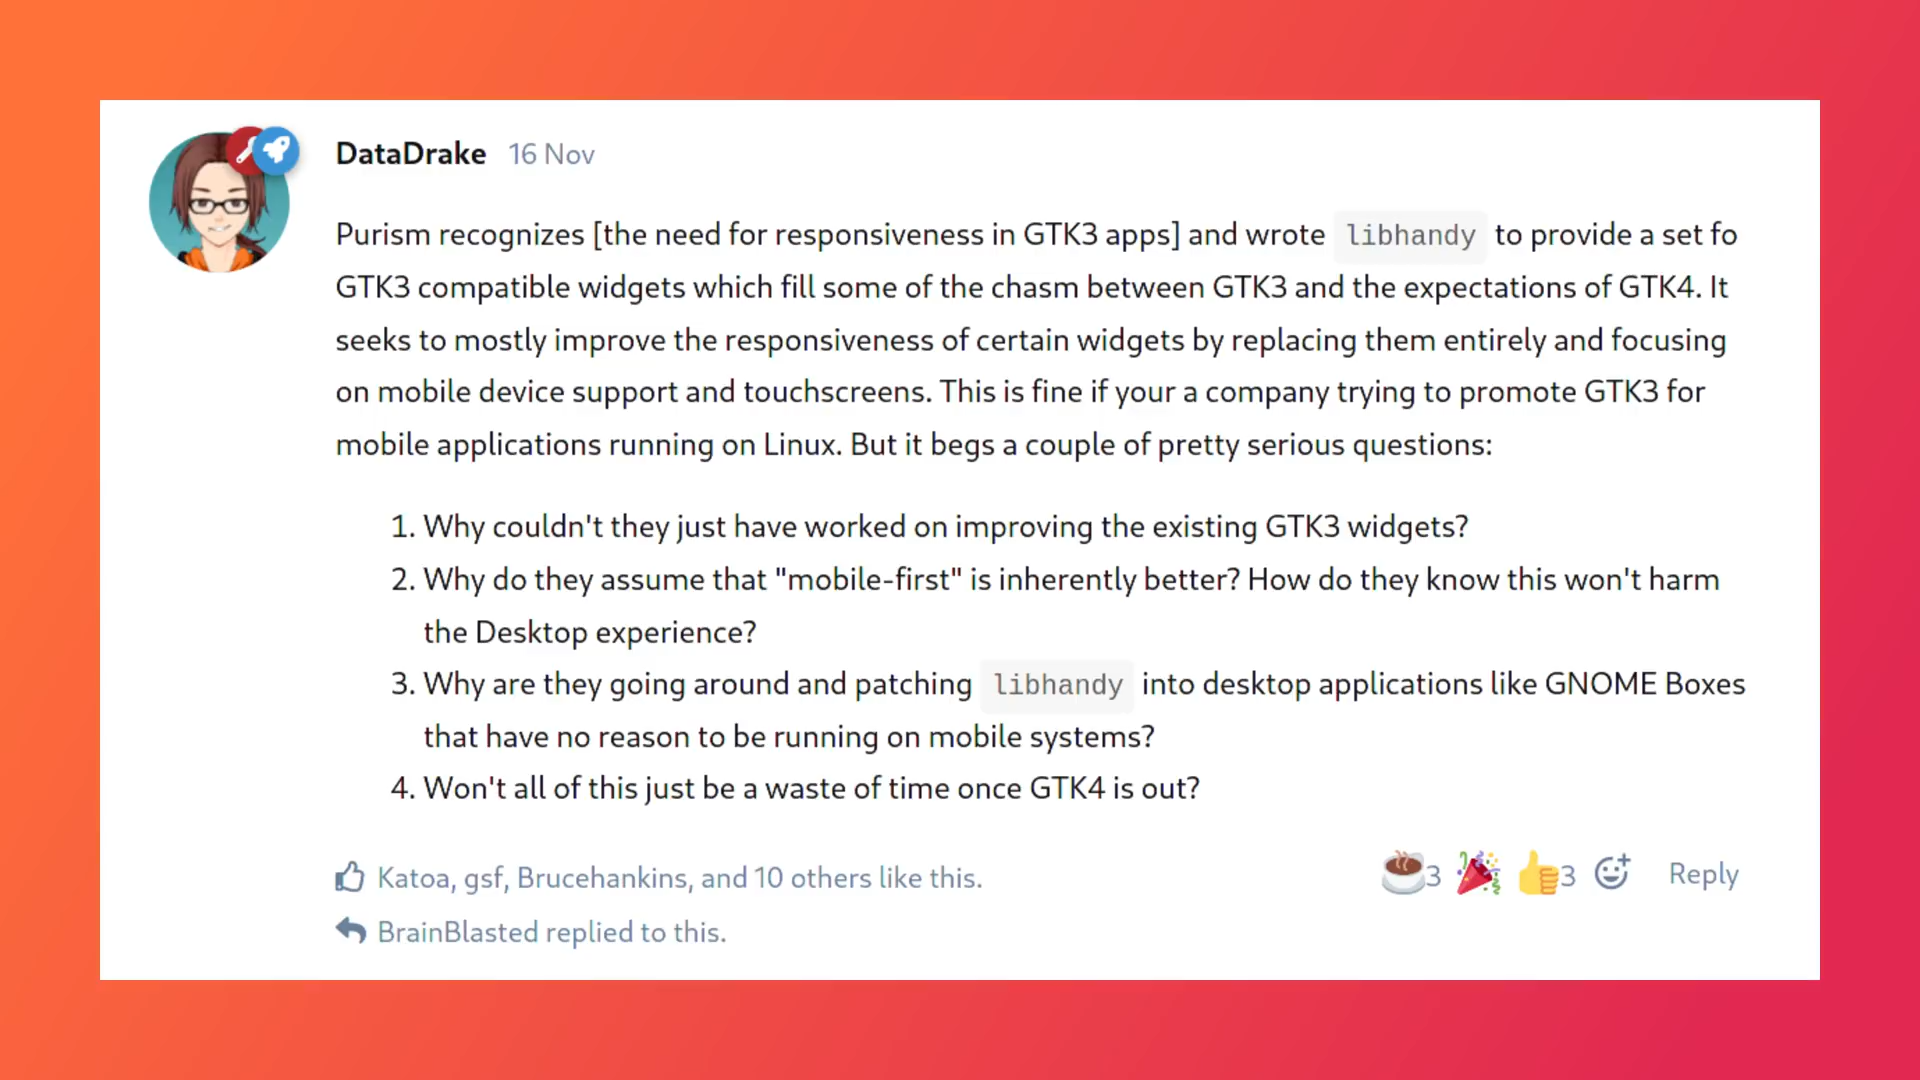 DataDrake 16 Nov
Purism recognizes [the need for responsiveness in GTK3 apps] and wrote libhandy to provide a set fo
GTK3 compatible widgets which fill some of the chasm between GTK3 and the expectations of GTK4. It
seeks to mostly improve the responsiveness of certain widgets by replacing them entirely and focusing
on mobile device support and touchscreens. This is fine if your a company trying to promote GTK3 for
mobile applications running on Linux. But it begs a couple of pretty serious questions:
1. Why couldn't they just have worked on improving the existing GTK3 widgets?
2. Why do they assume that "mobile-first" is inherently better? How do they know this won't harm
the Desktop experience?
3. Why are they going around and patching libhandy into desktop applications like GNOME Boxes
that have no reason to be running on mobile systems?
4. Won't all of this just be a waste of time once GTK4 is out?
Katoa, gsf, Brucehankins, and 10 others like this. 3 3 Reply
BrainBlasted replied to this.